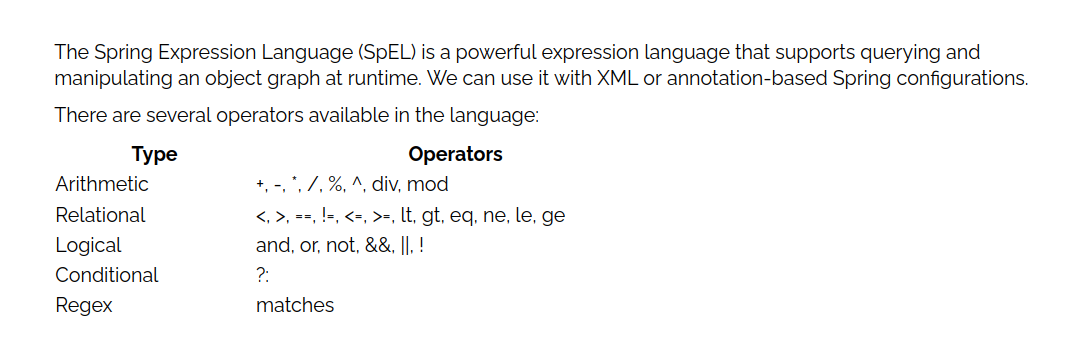 The Spring Expression Language (SpEL) is a powerful expression language that supports querying and
manipulating an object graph at runtime. We can use it with XML or annotation-based Spring configurations.
There are several operators available in the language:
Type Operators
Arithmetic +, -, *, /, %, ^, div, mod
Relational <, >, ==, !=, <=, >=, lt, gt, eq, ne, le, ge
Logical and, or, not, &&, ||, !
Conditional ?:
Regex matches